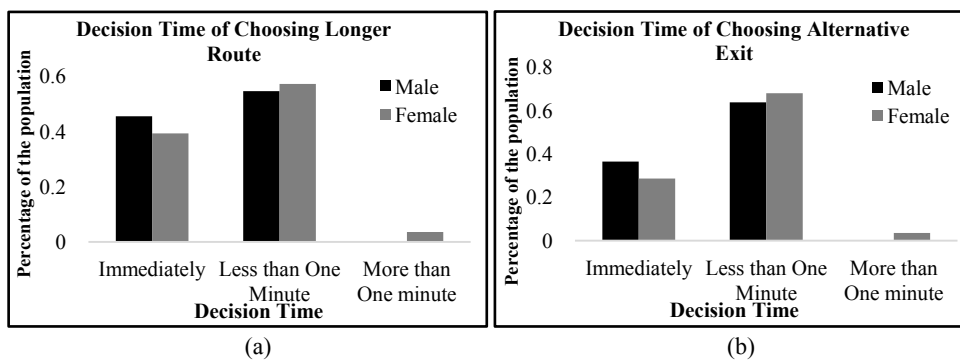 Decision Time of Choosing Longer
Route
Percentage of the population
0.6
0.4
0.2
0
Male
Female
Immediately
Less than One
Minute
More than
One minute
Decision Time
(a)
Decision Time of Choosing Alternative
Exit
Percentage of the population
0.8
0.6
0.4
0.2
0
Male
Female
Immediately
Less than One
Minute
More than
One minute
Decision Time
(b)